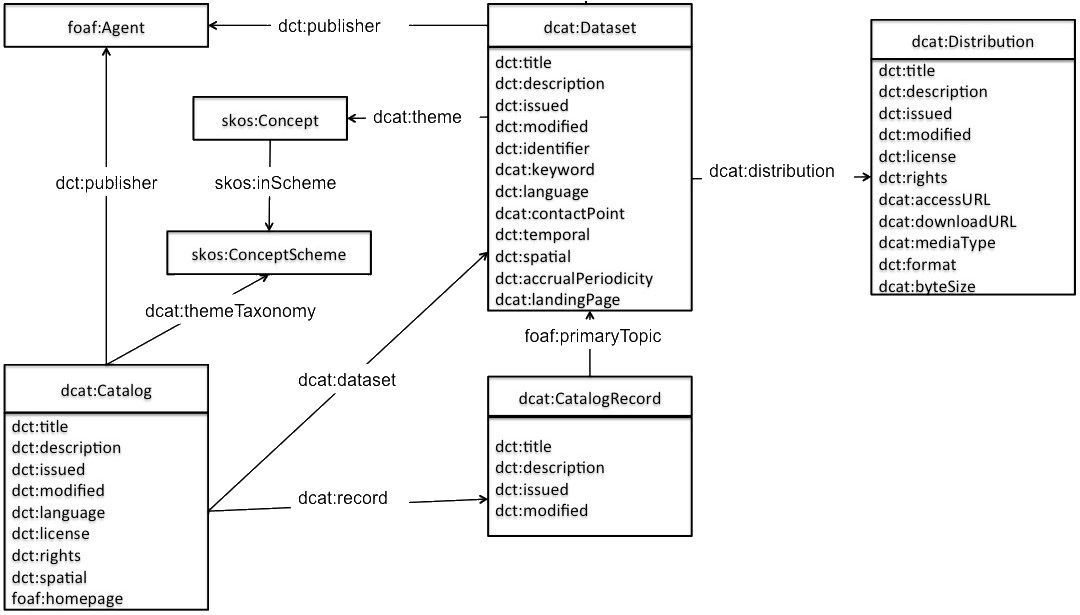 foaf:Agent
dct:publisher
dcat:Dataset
dct:title
dct:description
dct:issued
dct:modified
dct:identifier
dcat:keyword
dct:language
dcat:contactPoint
dct:temporal
dct:spatial
dct:accrualPeriodicity
dcat:landingPage
dcat:Distribution
dct:title
dct:description
dct:issued
dct:modified
dct:license
dct:rights
dcat:accessURL
dcat:downloadURL
dcat:mediaType
dct:format
dcat:byteSize
skos:Concept
dcat:theme
dcat:distribution
dct:publisher
skos:inScheme
skos:ConceptScheme
dcat:themeTaxonomy
foaf:primaryTopic
dcat:dataset
dcat:Catalog
dct:title
dct:description
dct:issued
dct:modified
dct:language
dct:license
dct:rights
dct:spatial
foaf:homepage
dcat:record
dcat:CatalogRecord
dct:title
dct:description
dct:issued
dct:modified